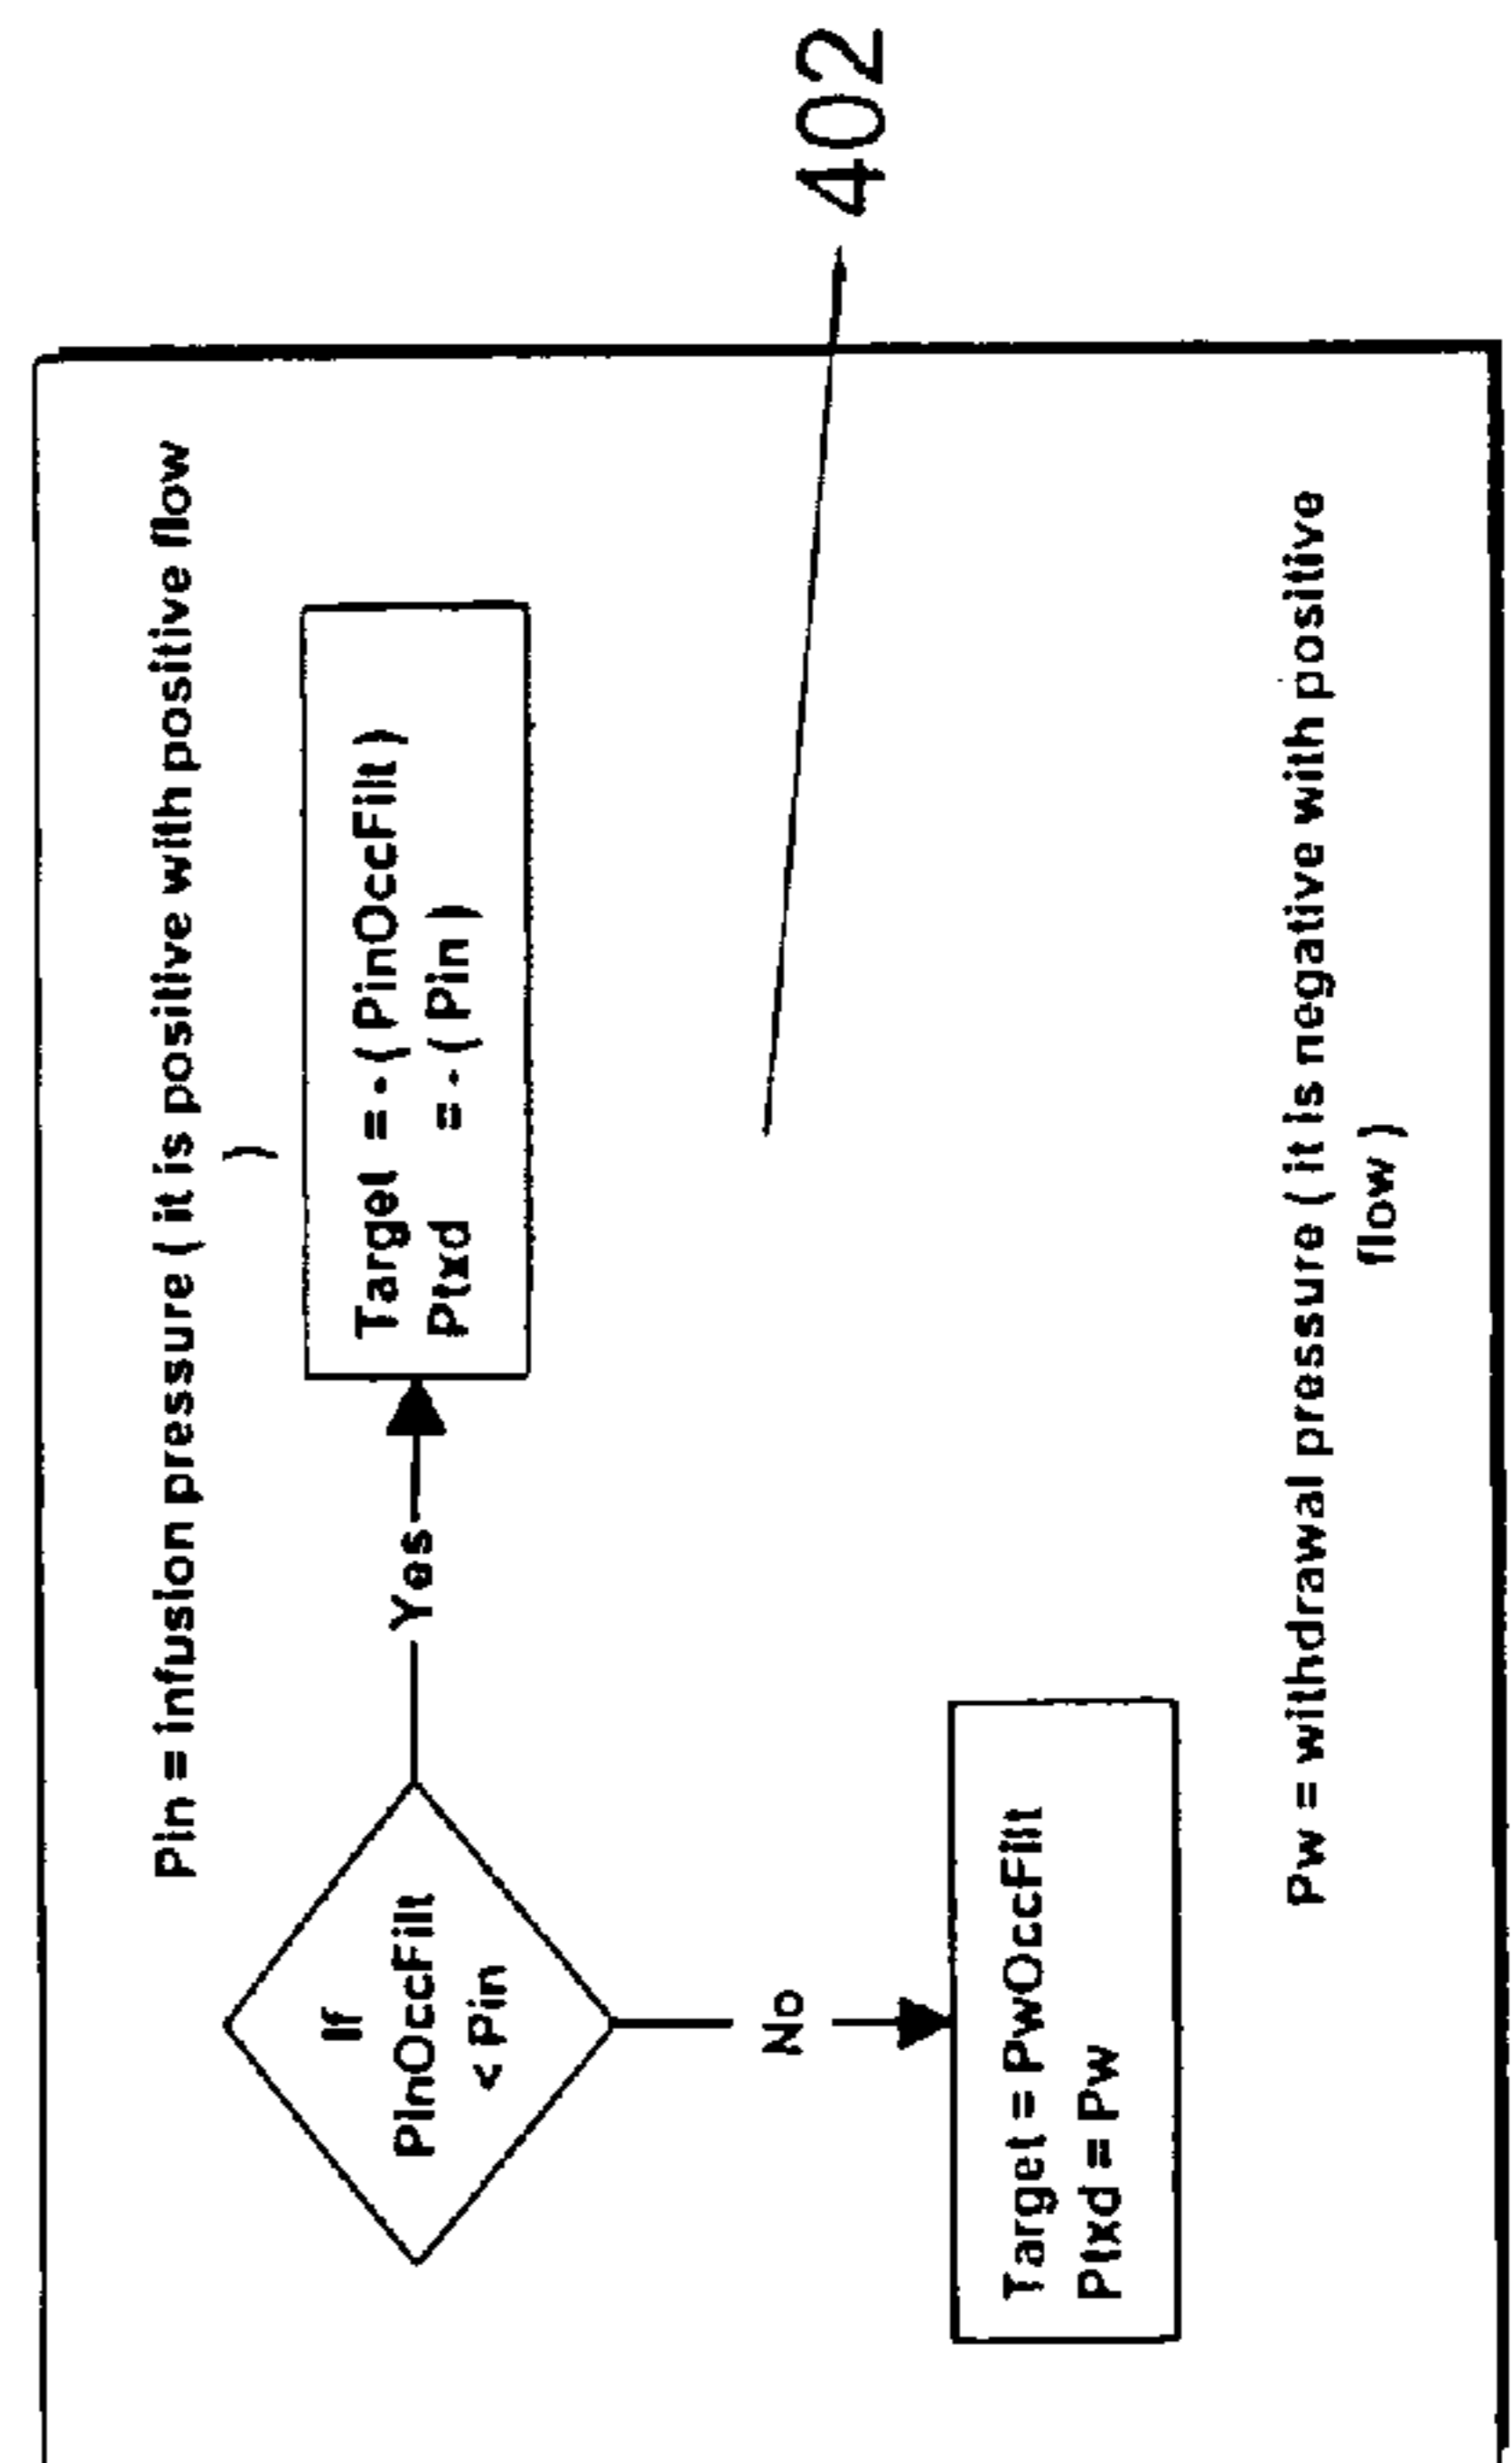 Pin = infusion pressure ( it is positive with positive flow
)
If
PinOccFilt
< Pin
Yes
Target = - ( PinOccFilt )
Ptxd = - ( Pin )
402
No
Target = PwOccFilt
Ptxd = Pw
Pw = withdrawal pressure ( it is negative with positive
flow )